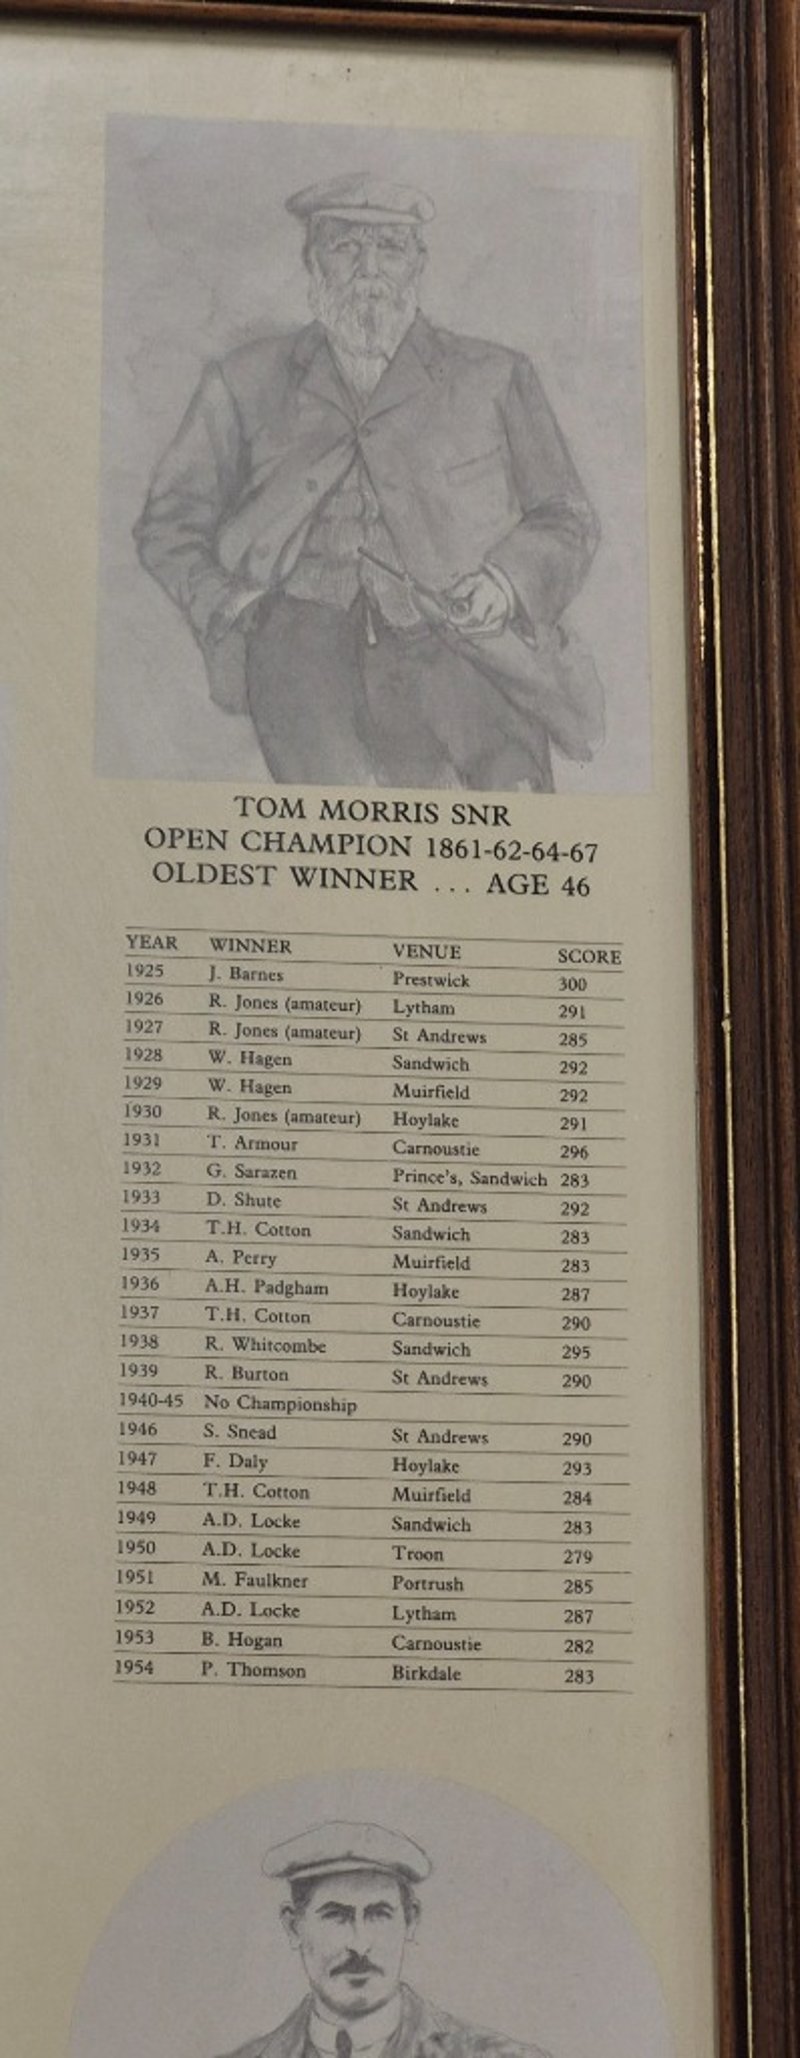 TOM MORRIS SNR
OPEN CHAMPION 1861-62-64-67
OLDEST WINNER ... AGE 46
YEAR WINNER VENUE SCORE
1925 J. Barnes Prestwick 300
1926 R. Jones (amateur) Lytham 291
1927 R. Jones (amateur) St Andrews 285
1928 W. Hagen Sandwich 292
1929 W. Hagen Muirfield 292
1930 R. Jones (amateur) Hoylake 291
1931 T. Armour Carnoustie 296
1932 G. Sarazen Prince's, Sandwich 283
1933 D. Shute St Andrews 292
1934 T.H. Cotton Sandwich 283
1935 A. Perry Muirfield 283
1936 A.H. Padgham Hoylake 287
1937 T.H. Cotton Carnoustie 290
1938 R. Whitcombe Sandwich 295
1939 R. Burton St Andrews 290
1940-45 No Championship
1946 S. Snead St Andrews 290
1947 F. Daly Hoylake 293
1948 T.H. Cotton Muirfield 284
1949 A.D. Locke Sandwich 283
1950 A.D. Locke Troon 279
1951 M. Faulkner Portrush 285
1952 A.D. Locke Lytham 287
1953 B. Hogan Carnoustie 282
1954 P. Thomson Birkdale 283